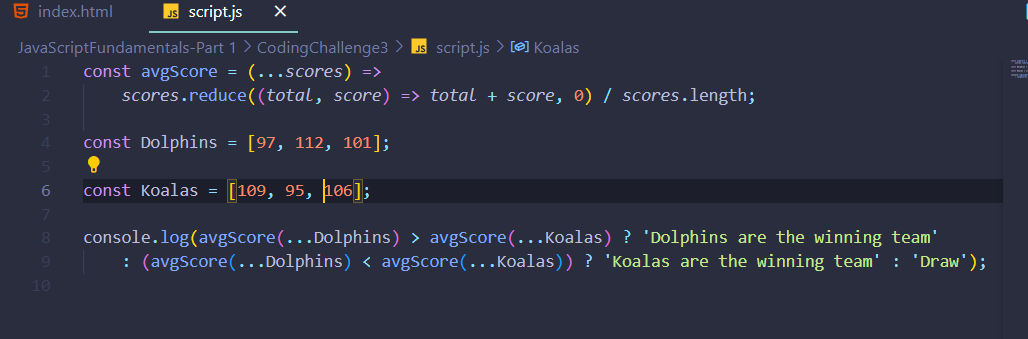 index.html JS script.js ×
JavaScriptFundamentals-Part 1 > CodingChallenge3 > JS script.js > Koalas
1 const avgScore = (...scores) =>
2     scores.reduce((total, score) => total + score, 0) / scores.length;
3
4 const Dolphins = [97, 112, 101];
5
6 const Koalas = [109, 95, 106];
7
8 console.log(avgScore(...Dolphins) > avgScore(...Koalas) ? 'Dolphins are the winning team'
9     : (avgScore(...Dolphins) < avgScore(...Koalas)) ? 'Koalas are the winning team' : 'Draw');
10